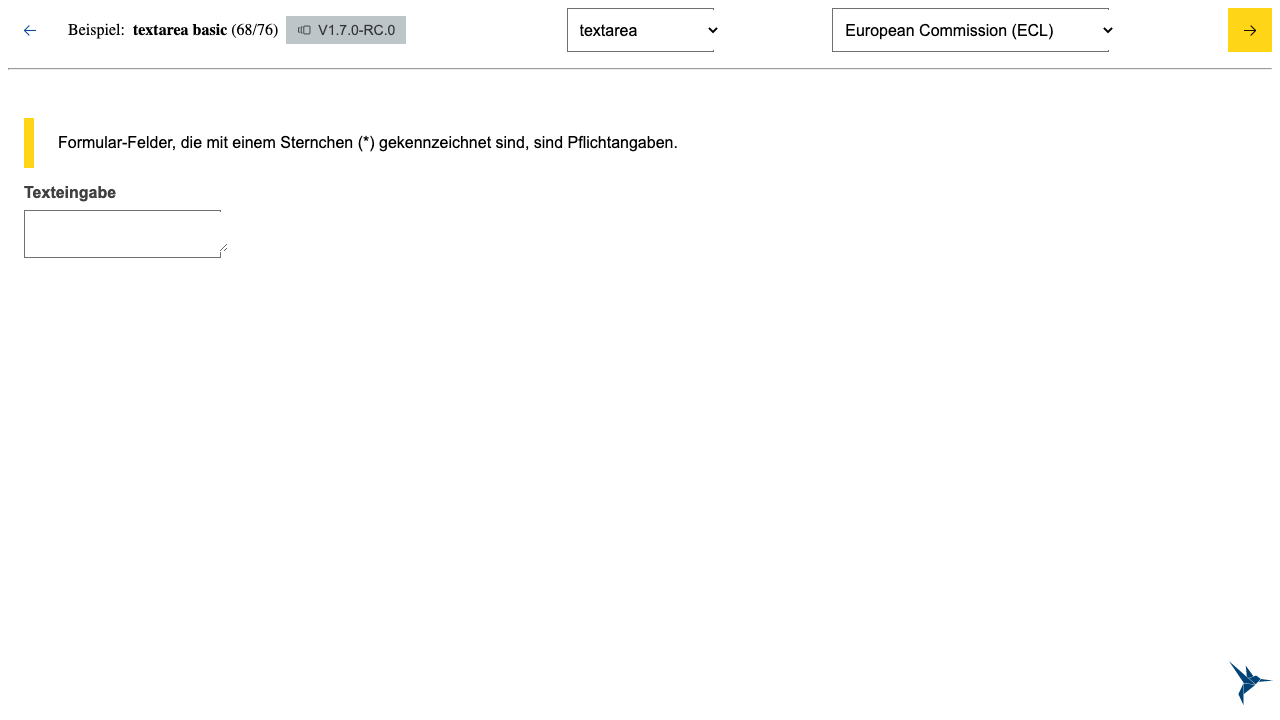 Beispiel: textarea basic (68/76) V1.7.0-RC.0 textarea European Commission (ECL)
Formular-Felder, die mit einem Sternchen (*) gekennzeichnet sind, sind Pflichtangaben.
Texteingabe